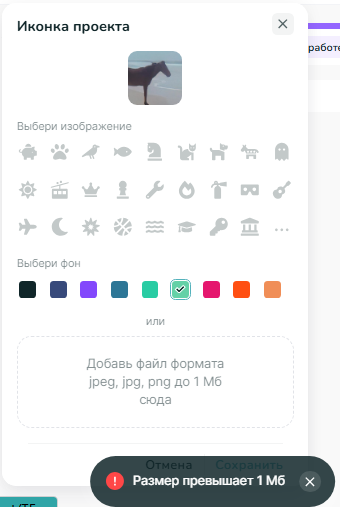 Иконка проекта
работе
Выбери изображение
...
Выбери фон
или
Добавь файл формата
jpeg, jpg, png до 1 Мб
сюда
Отмена
Сохранить
Размер превышает 1 Мб